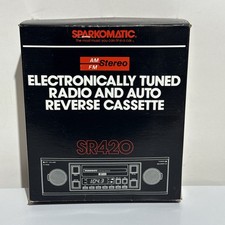 SPARKOMATIC
AM
FM
Stereo
ELECTRONICALLY TUNED
RADIO AND AUTO
REVERSE CASSETTE
SR420